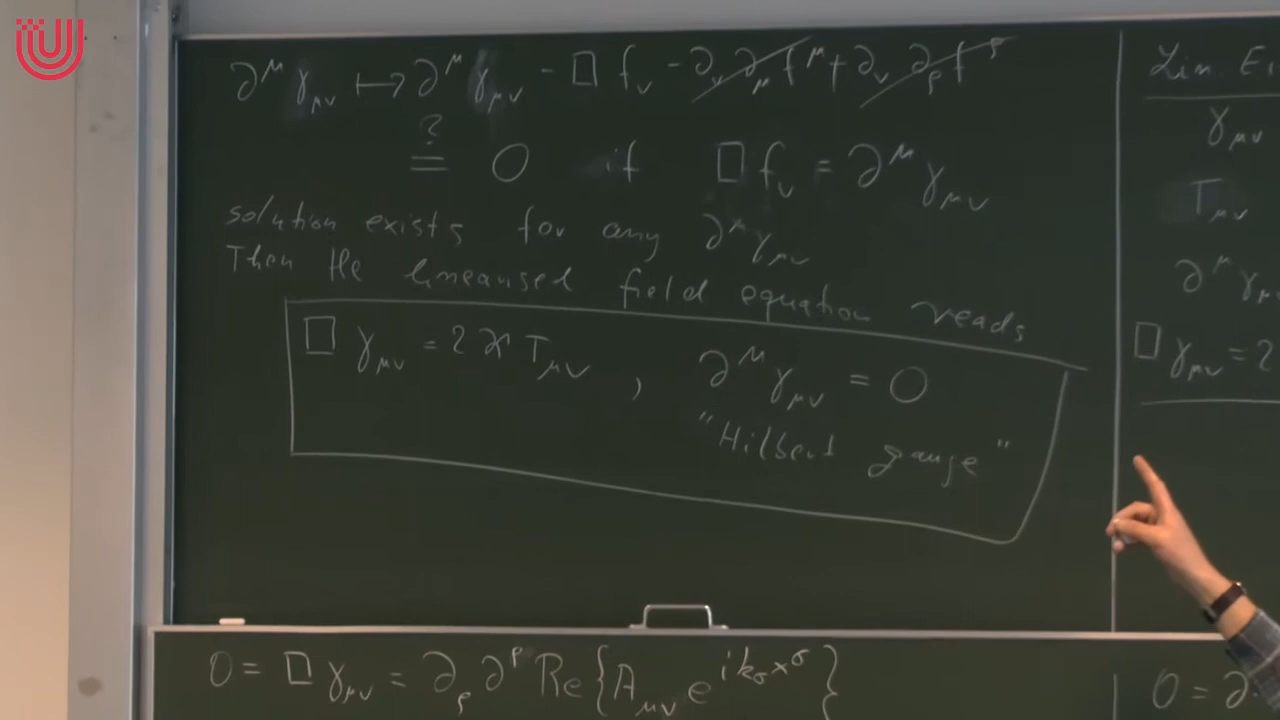 ∂^μ γ_μν ↦ ∂^μ γ_μν - □ f_ν - ∂_ν ∂_μ f^μ + ∂_ν ∂_ρ f^ρ
?
= 0 if □ f_ν = ∂^μ γ_μν
solution exists for any ∂^μ γ_μν
Then the linearised field equation reads
□ γ_μν = 2 ϰ T_μν , ∂^μ γ_μν = 0
"Hilbert gauge"
0 = □ γ_μν = ∂_ρ ∂^ρ Re{A_μν e^{i k_σ x^σ}}
Lin.
γ_μν
T_μν
∂^μ γ_μ
□ γ_μν = 2
0 = ∂